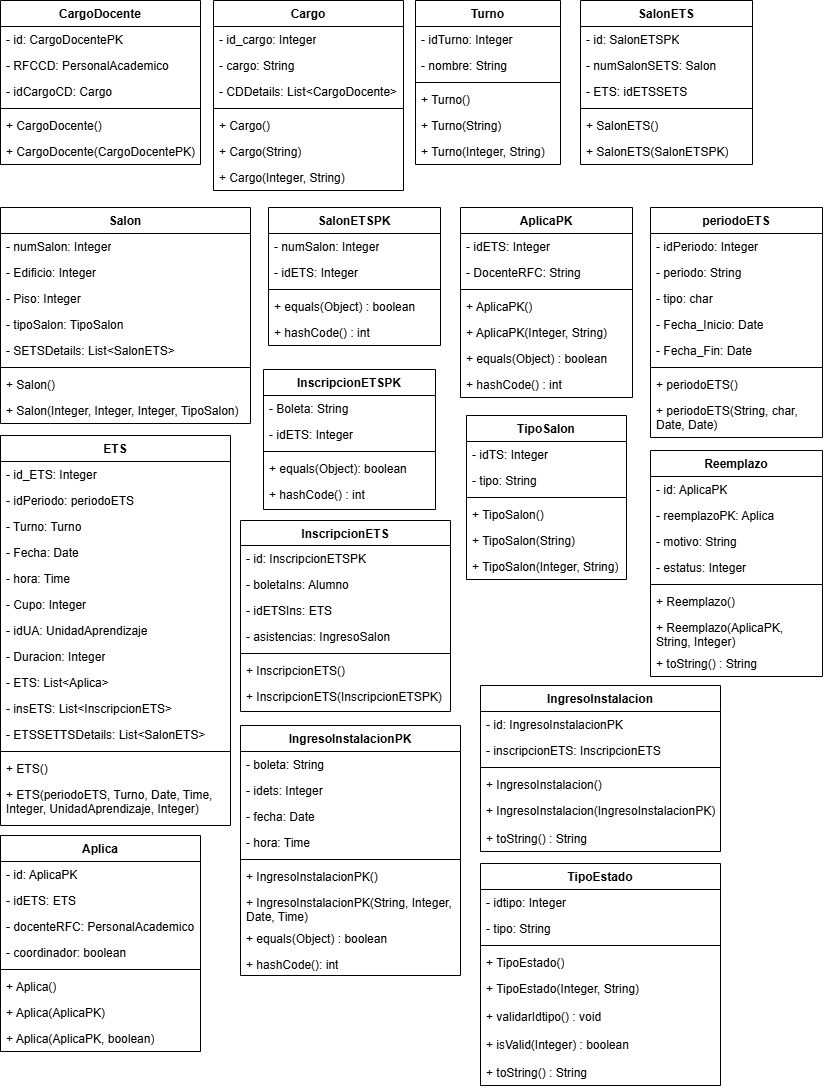 CargoDocente
- id: CargoDocentePK
- RFCCD: PersonalAcademico
- idCargoCD: Cargo
+ CargoDocente()
+ CargoDocente(CargoDocentePK)
Cargo
- id_cargo: Integer
- cargo: String
- CDDetails: List<CargoDocente>
+ Cargo()
+ Cargo(String)
+ Cargo(Integer, String)
Turno
- idTurno: Integer
- nombre: String
+ Turno()
+ Turno(String)
+ Turno(Integer, String)
SalonETS
- id: SalonETSPK
- numSalonSETS: Salon
- ETS: idETSSETS
+ SalonETS()
+ SalonETS(SalonETSPK)
Salon
- numSalon: Integer
- Edificio: Integer
- Piso: Integer
- tipoSalon: TipoSalon
- SETSDetails: List<SalonETS>
+ Salon()
+ Salon(Integer, Integer, Integer, TipoSalon)
SalonETSPK
- numSalon: Integer
- idETS: Integer
+ equals(Object) : boolean
+ hashCode() : int
AplicaPK
- idETS: Integer
- DocenteRFC: String
+ AplicaPK()
+ AplicaPK(Integer, String)
+ equals(Object) : boolean
+ hashCode() : int
periodoETS
- idPeriodo: Integer
- periodo: String
- tipo: char
- Fecha_Inicio: Date
- Fecha_Fin: Date
+ periodoETS()
+ periodoETS(String, char,
Date, Date)
InscripcionETSPK
- Boleta: String
- idETS: Integer
+ equals(Object): boolean
+ hashCode() : int
TipoSalon
- idTS: Integer
- tipo: String
+ TipoSalon()
+ TipoSalon(String)
+ TipoSalon(Integer, String)
ETS
- id_ETS: Integer
- idPeriodo: periodoETS
- Turno: Turno
- Fecha: Date
- hora: Time
- Cupo: Integer
- idUA: UnidadAprendizaje
- Duracion: Integer
- ETS: List<Aplica>
- insETS: List<InscripcionETS>
- ETSSETTSDetails: List<SalonETS>
+ ETS()
+ ETS(periodoETS, Turno, Date, Time,
Integer, UnidadAprendizaje, Integer)
Reemplazo
- id: AplicaPK
- reemplazoPK: Aplica
- motivo: String
- estatus: Integer
+ Reemplazo()
+ Reemplazo(AplicaPK,
String, Integer)
+ toString() : String
InscripcionETS
- id: InscripcionETSPK
- boletaIns: Alumno
- idETSIns: ETS
- asistencias: IngresoSalon
+ InscripcionETS()
+ InscripcionETS(InscripcionETSPK)
IngresoInstalacion
- id: IngresoInstalacionPK
- inscripcionETS: InscripcionETS
+ IngresoInstalacion()
+ IngresoInstalacion(IngresoInstalacionPK)
+ toString() : String
IngresoInstalacionPK
- boleta: String
- idets: Integer
- fecha: Date
- hora: Time
+ IngresoInstalacionPK()
+ IngresoInstalacionPK(String, Integer,
Date, Time)
+ equals(Object) : boolean
+ hashCode(): int
Aplica
- id: AplicaPK
- idETS: ETS
- docenteRFC: PersonalAcademico
- coordinador: boolean
+ Aplica()
+ Aplica(AplicaPK)
+ Aplica(AplicaPK, boolean)
TipoEstado
- idtipo: Integer
- tipo: String
+ TipoEstado()
+ TipoEstado(Integer, String)
+ validarIdtipo() : void
+ isValid(Integer) : boolean
+ toString() : String